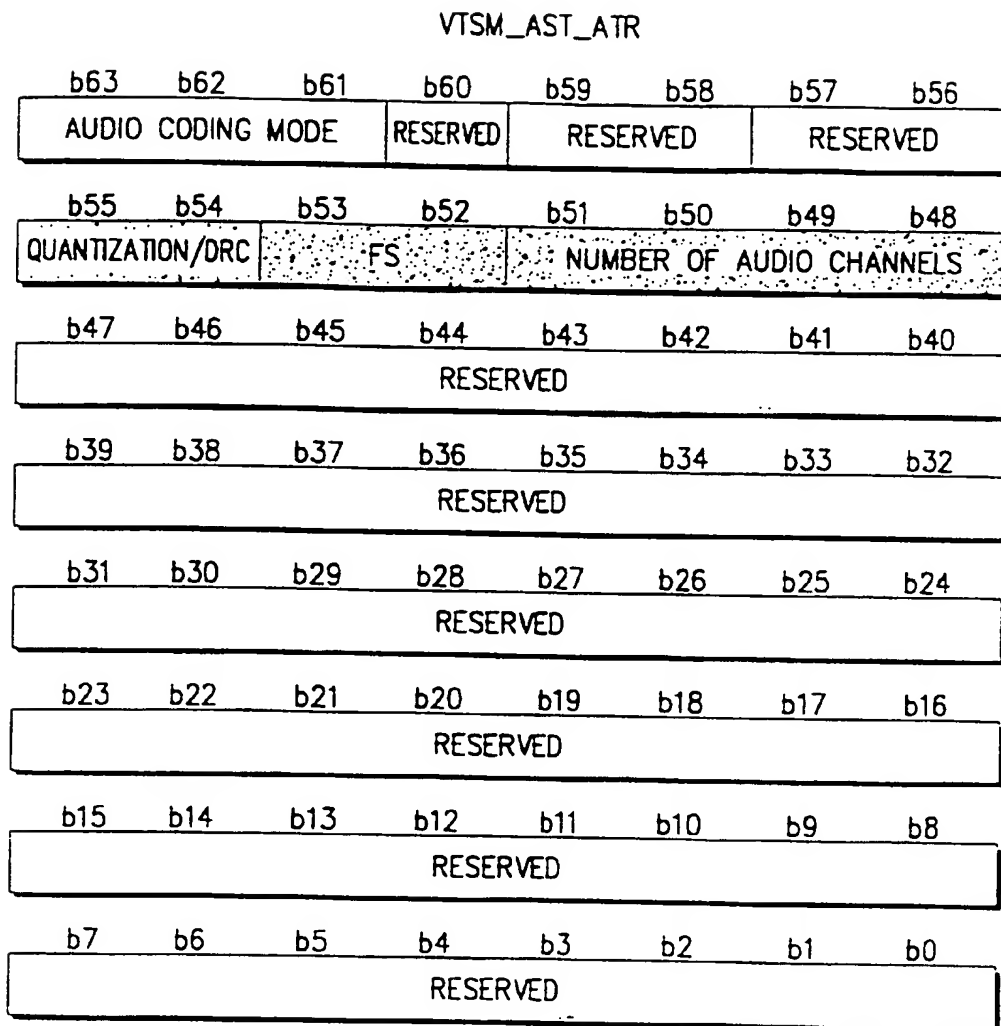 VTSM_AST_ATR
b63 b62 b61 b60 b59 b58 b57 b56
AUDIO CODING MODE RESERVED RESERVED RESERVED
b55 b54 b53 b52 b51 b50 b49 b48
QUANTIZATION/DRC FS NUMBER OF AUDIO CHANNELS
b47 b46 b45 b44 b43 b42 b41 b40
RESERVED
b39 b38 b37 b36 b35 b34 b33 b32
RESERVED
b31 b30 b29 b28 b27 b26 b25 b24
RESERVED
b23 b22 b21 b20 b19 b18 b17 b16
RESERVED
b15 b14 b13 b12 b11 b10 b9 b8
RESERVED
b7 b6 b5 b4 b3 b2 b1 b0
RESERVED